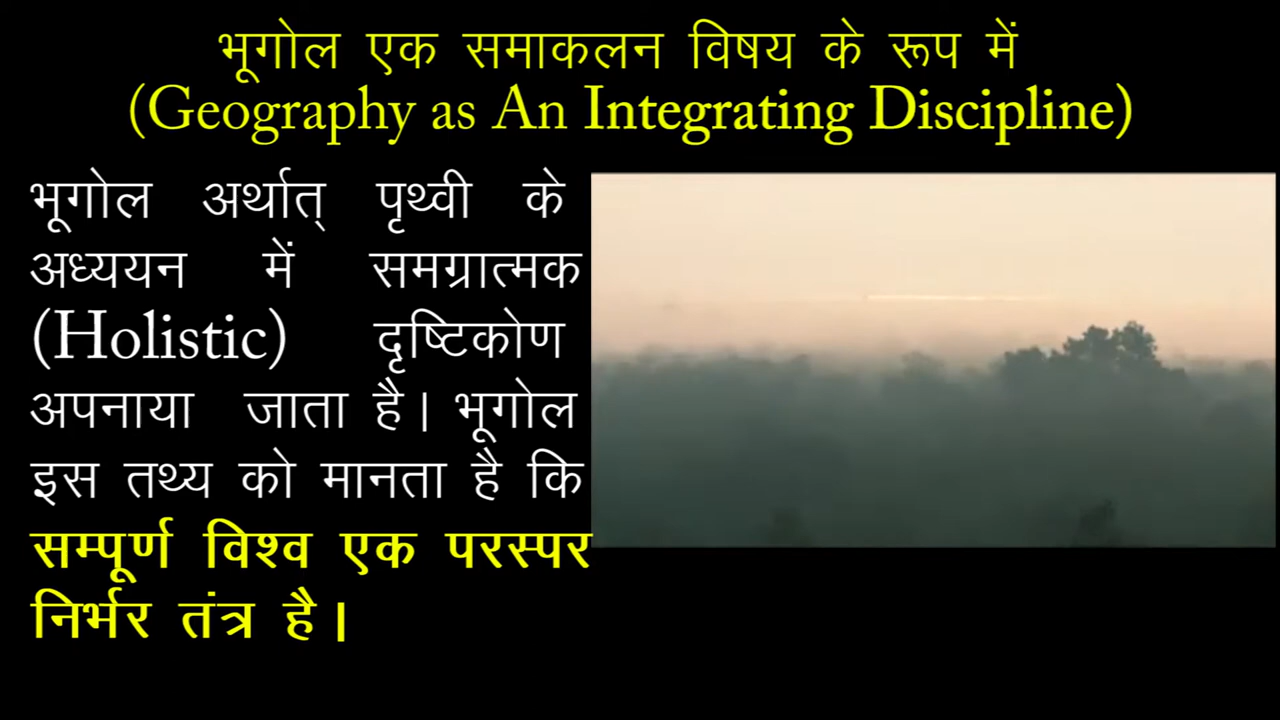 भूगोल एक समाकलन विषय के रूप में
(Geography as An Integrating Discipline)
भूगोल अर्थात् पृथ्वी के
अध्ययन में समग्रात्मक
(Holistic) दृष्टिकोण
अपनाया जाता है। भूगोल
इस तथ्य को मानता है कि
सम्पूर्ण विश्व एक परस्पर
निर्भर तंत्र है।